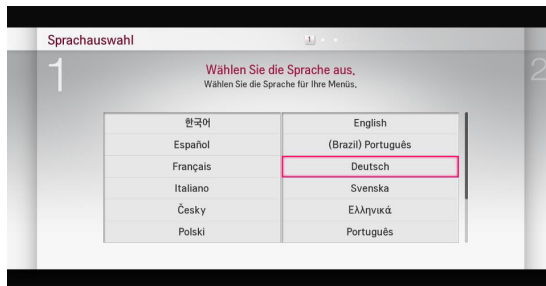 Sprachauswahl
1
1
2
Wählen Sie die Sprache aus.
Wählen Sie die Sprache für Ihre Menüs.
한국어 English
Español (Brazil) Português
Français Deutsch
Italiano Svenska
Česky Ελληνικά
Polski Português